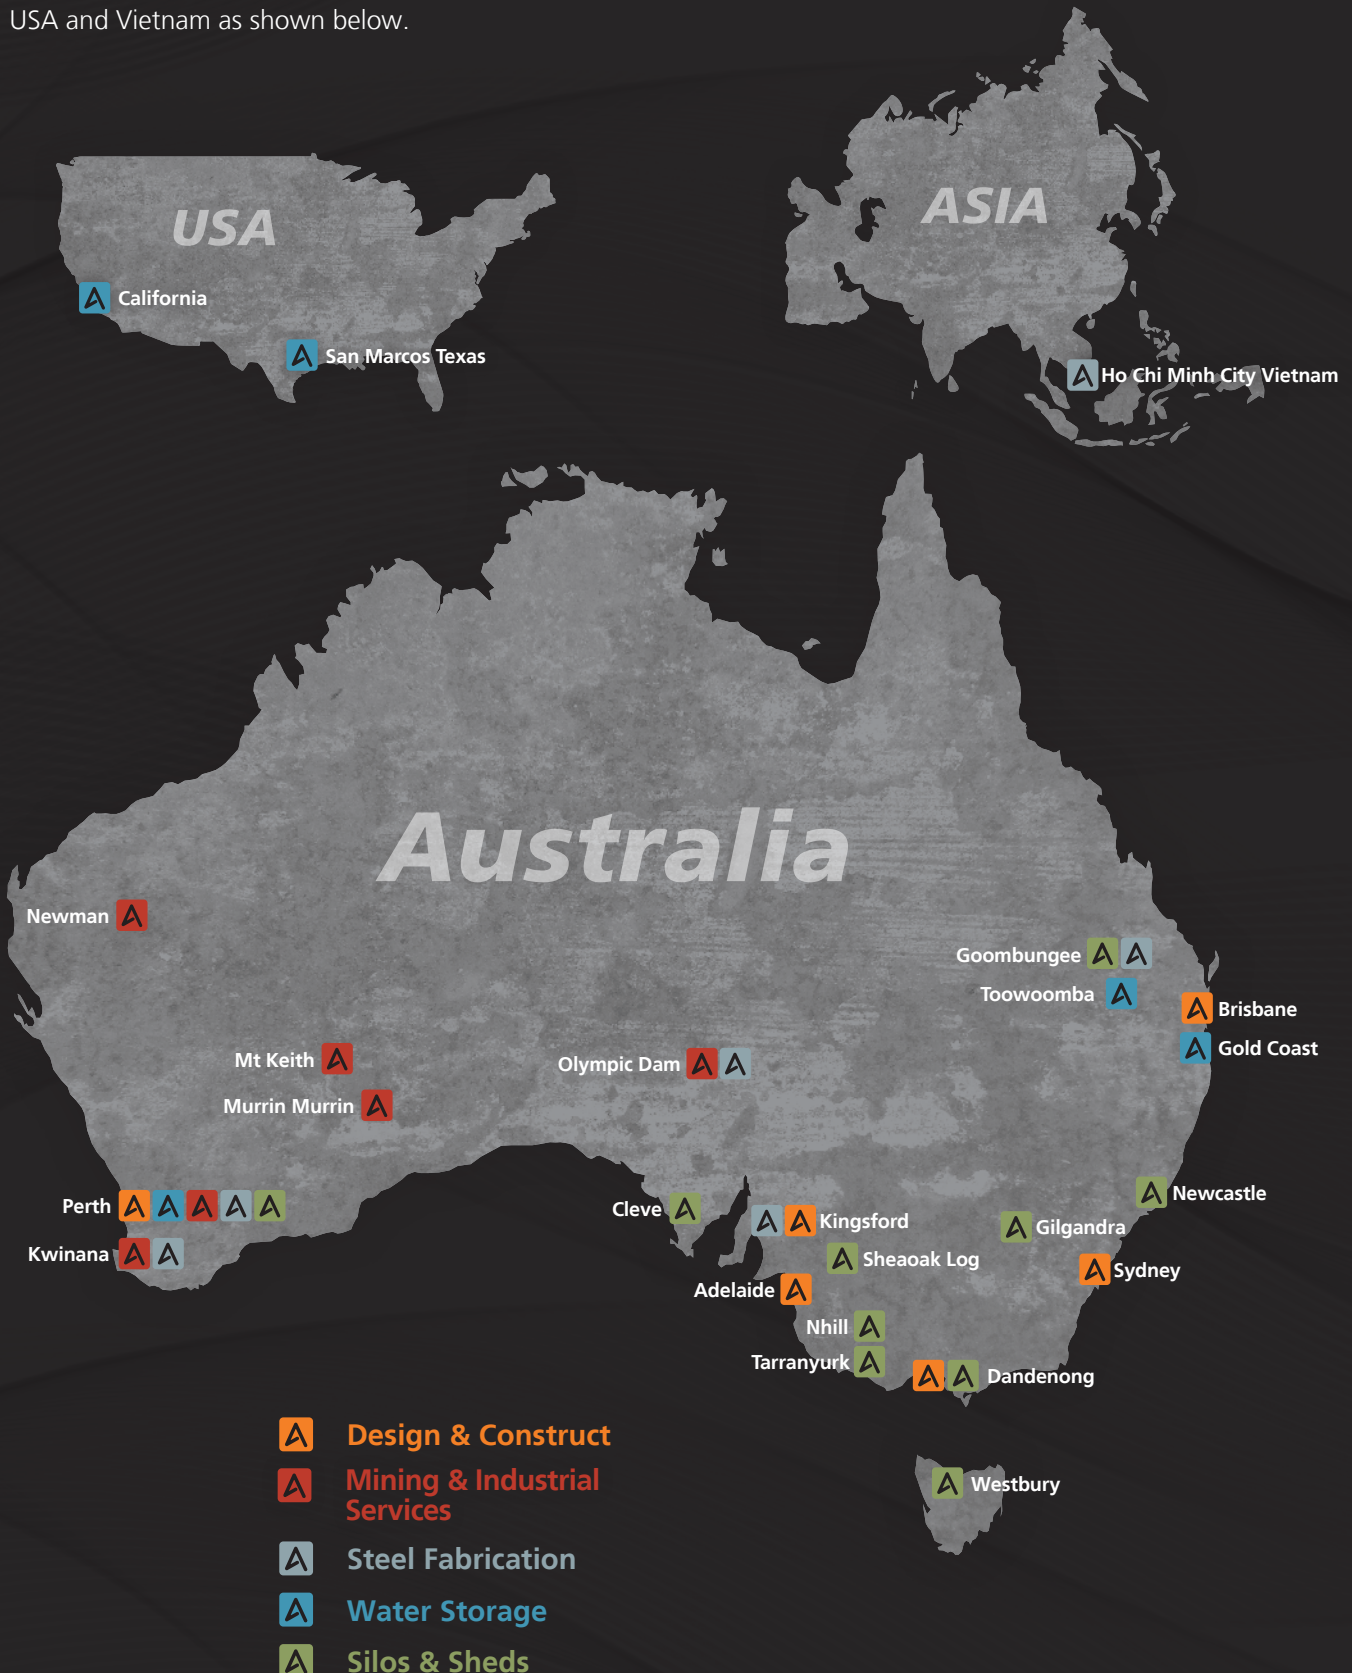 USA and Vietnam as shown below.
USA
ASIA
California
San Marcos Texas
Ho Chi Minh City Vietnam
Australia
Newman
Goombungee
Toowoomba
Brisbane
Gold Coast
Mt Keith
Olympic Dam
Murrin Murrin
Perth
Cleve
Newcastle
Kingsford
Gilgandra
Kwinana
Sheaoak Log
Sydney
Adelaide
Nhill
Tarranyurk
Dandenong
Design & Construct
Mining & Industrial
Services
Westbury
Steel Fabrication
Water Storage
Silos & Sheds